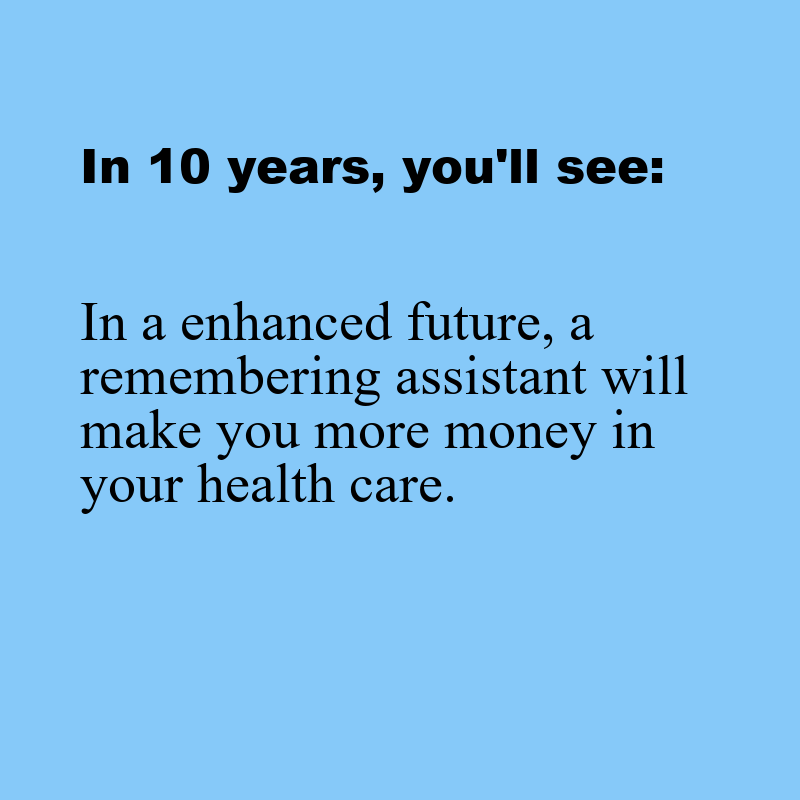 In 10 years, you'll see:
In a enhanced future, a
remembering assistant will
make you more money in
your health care.